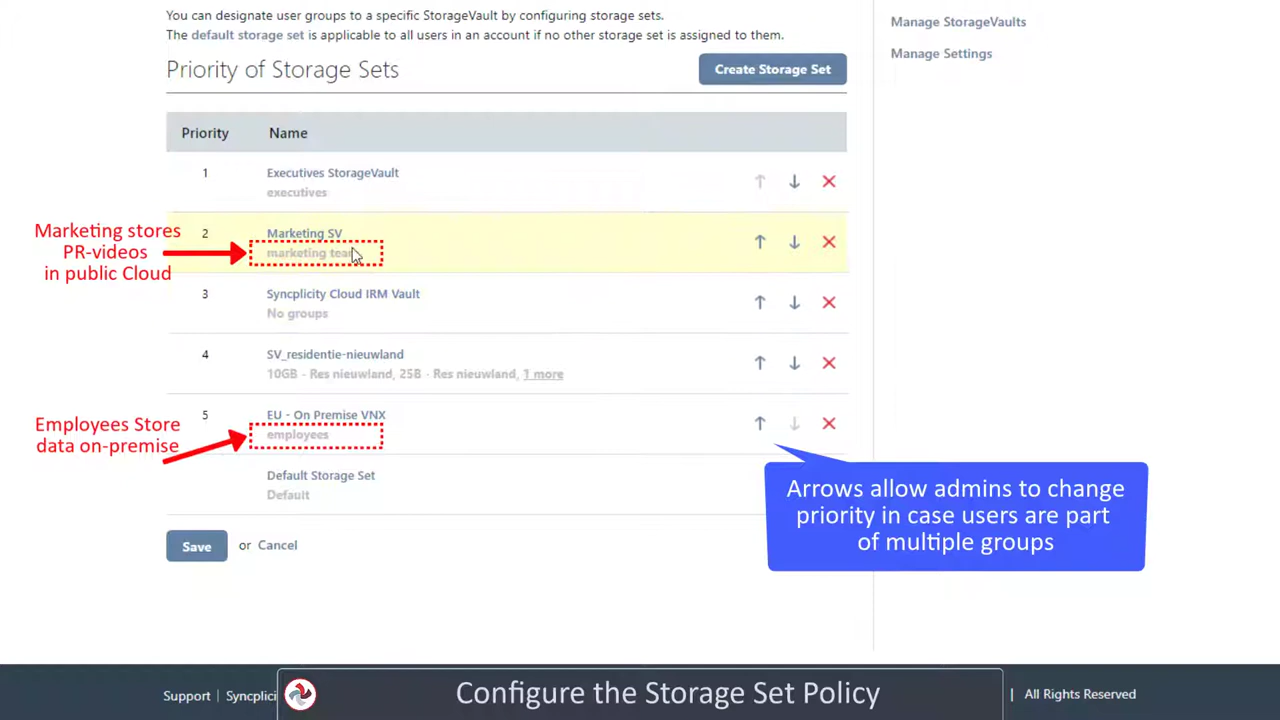 You can designate user groups to a specific StorageVault by configuring storage sets.
The default storage set is applicable to all users in an account if no other storage set is assigned to them.
Manage StorageVaults
Manage Settings
Priority of Storage Sets
Create Storage Set
Priority Name
1 Executives StorageVault
executives
2 Marketing SV
marketing
Marketing stores
PR-videos
in public Cloud
3 Syncplicity Cloud IRM Vault
No groups
4 SV_residentie-nieuwland
10GB - Res nieuwland, 25B - Res nieuwland, 1 more
5 EU - On Premise VNX
employees
Employees Store
data on-premise
Default Storage Set
Default
Arrows allow admins to change
priority in case users are part
of multiple groups
Save or Cancel
Support | Syncplici
Configure the Storage Set Policy
| All Rights Reserved